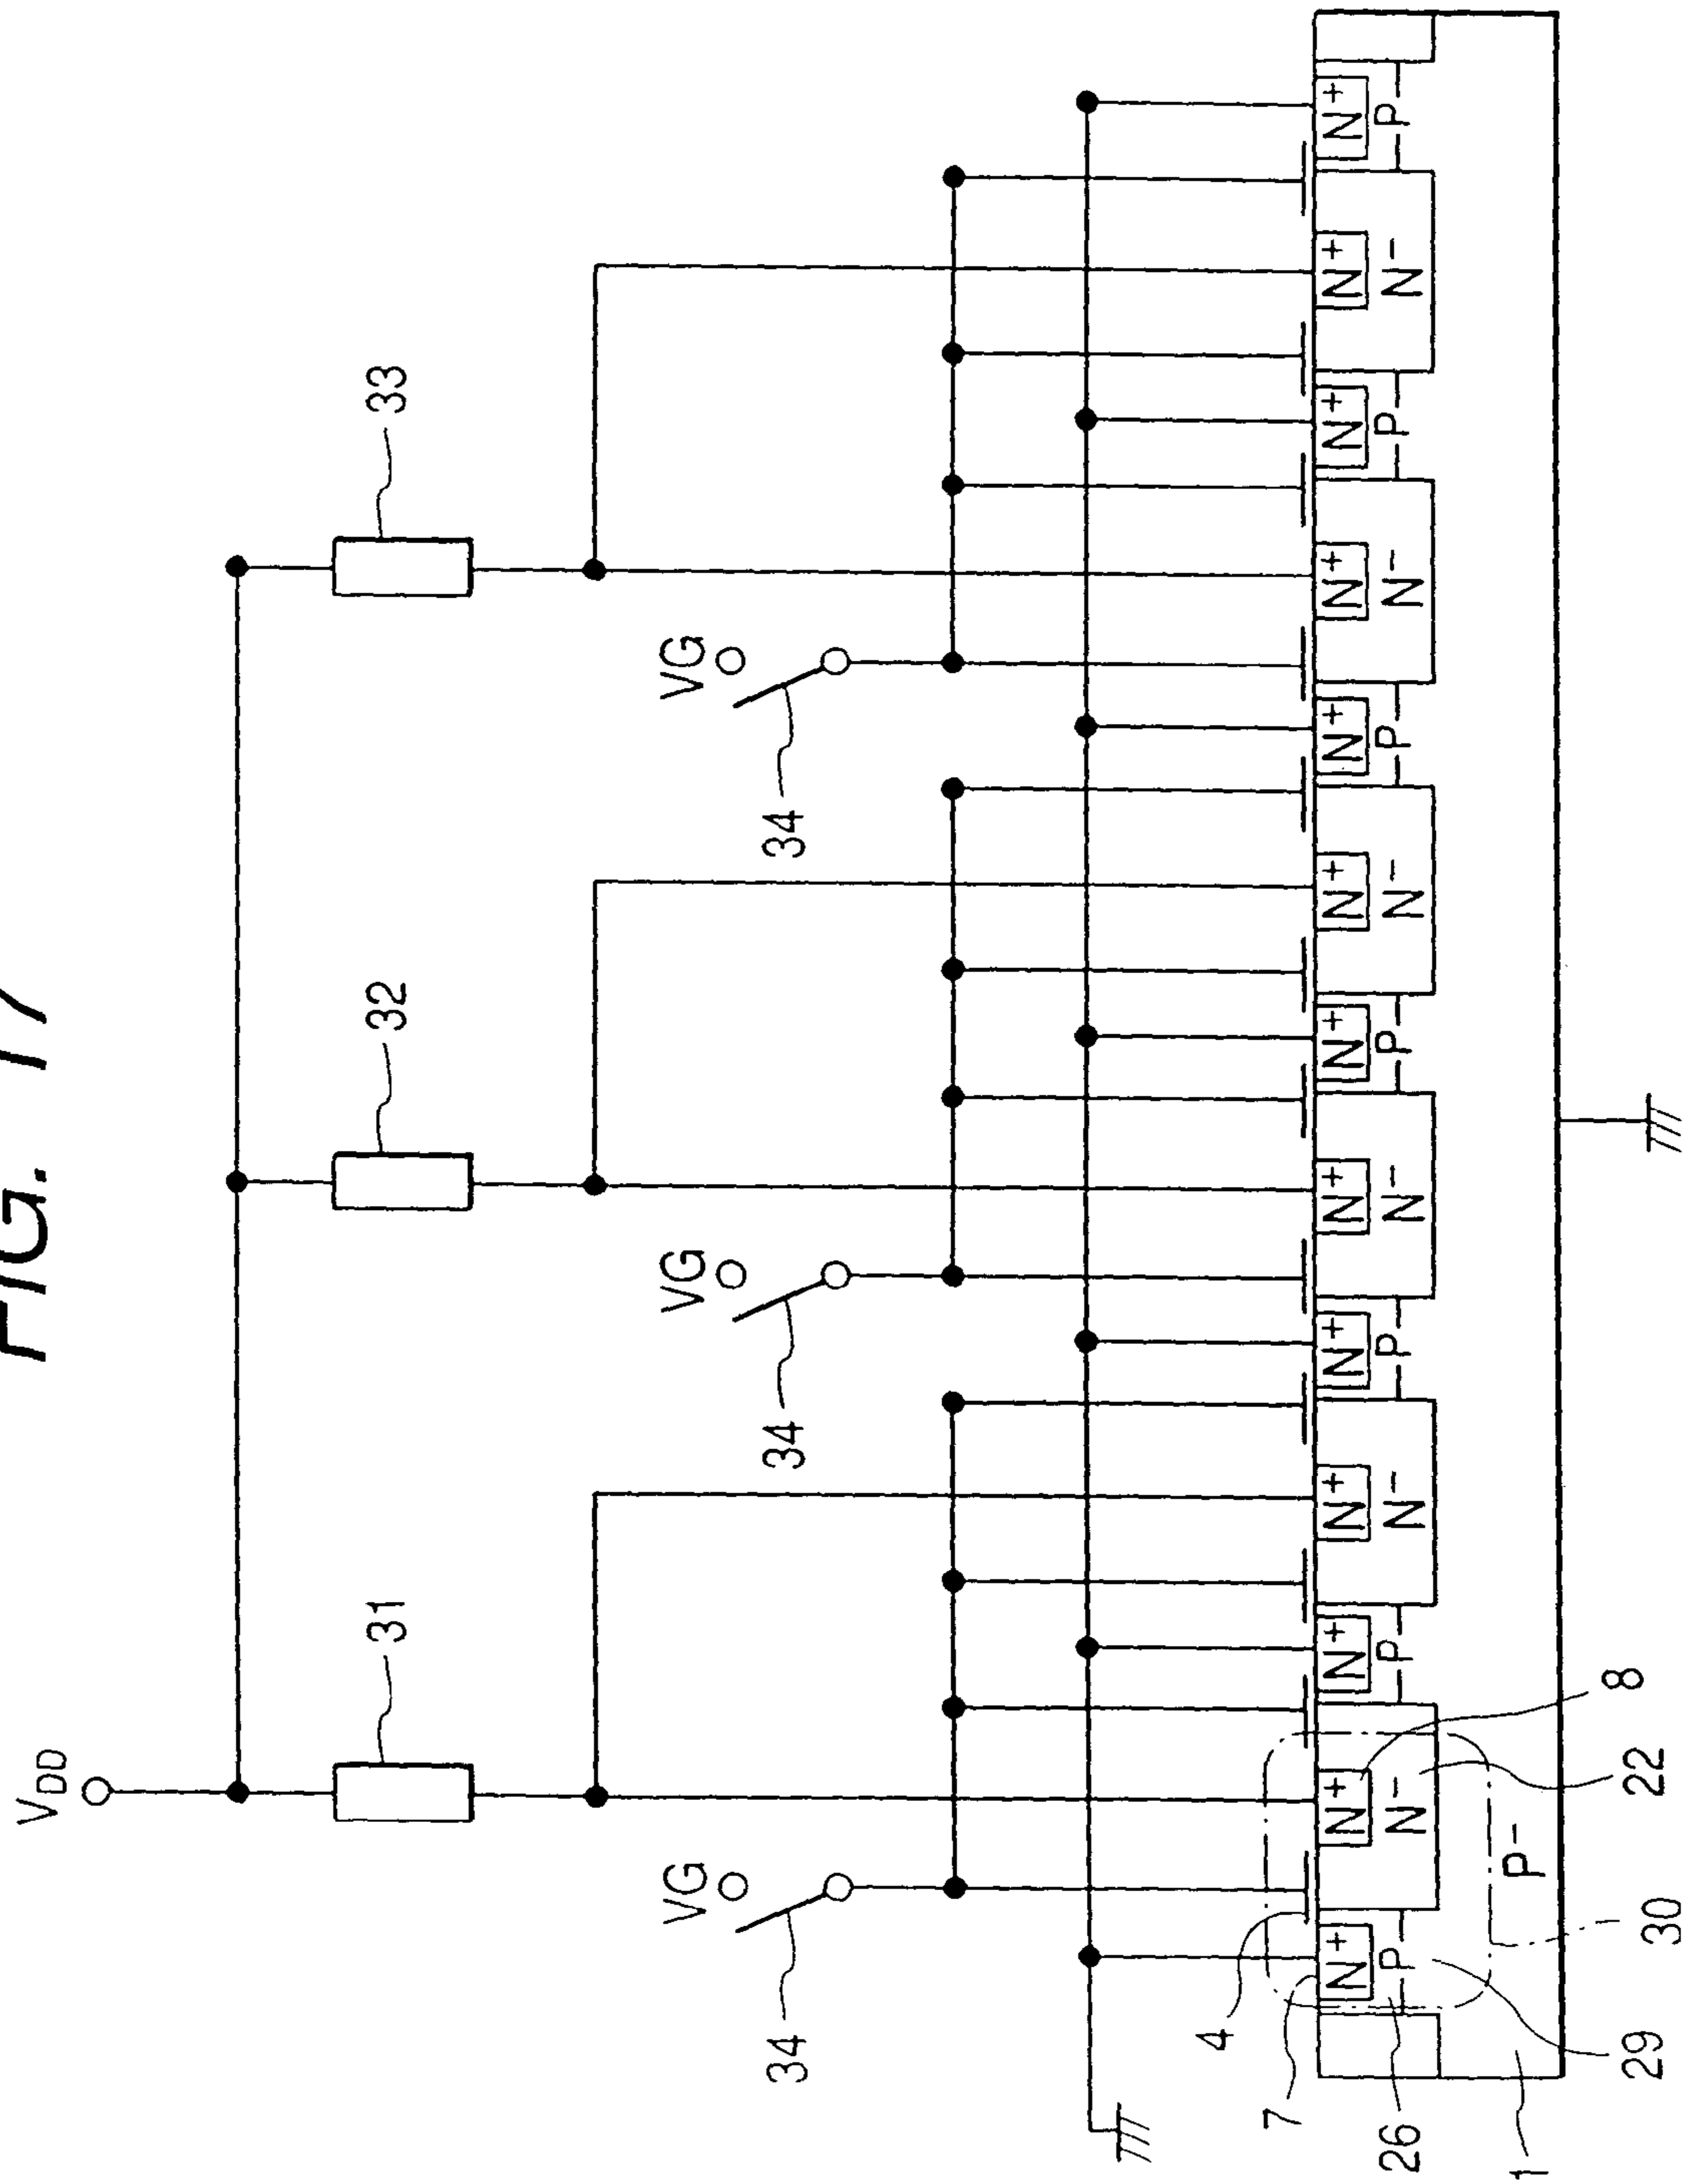 FIG. 17
VDD
31 32 33
VG VG VG
34 34 34
4
7
N+ N+ N+ N+ N+ N+ N+ N+ N+ N+ N+ N+ N+
P N- P N- P N- P N- P N- P N- P
26
P-
1
29 30 22 8